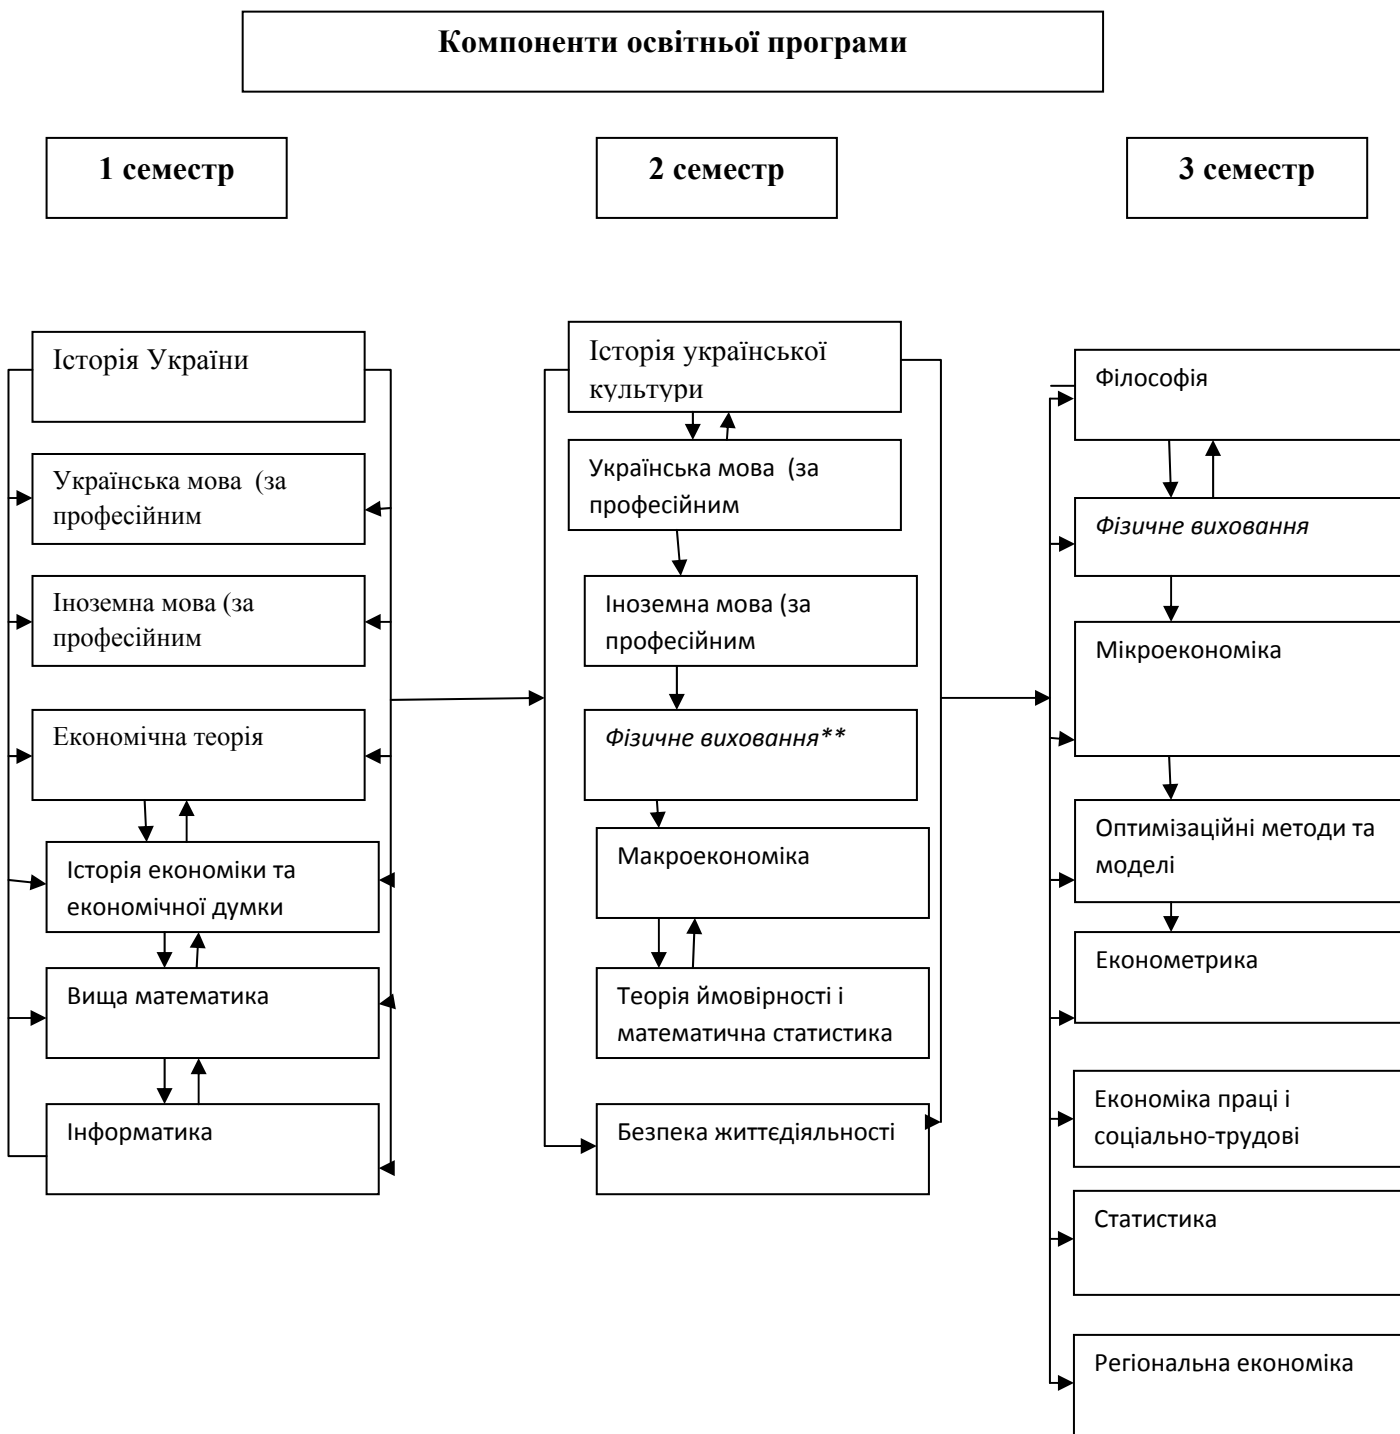 Компоненти освітньої програми
1 семестр
2 семестр
3 семестр
Історія України
Українська мова (за
професійним
Іноземна мова (за
професійним
Економічна теорія
Історія економіки та
економічної думки
Вища математика
Інформатика
Історія української
культури
Українська мова (за
професійним
Іноземна мова (за
професійним
Фізичне виховання**
Макроекономіка
Теорія ймовірності і
математична статистика
Безпека життєдіяльності
Філософія
Фізичне виховання
Мікроекономіка
Оптимізаційні методи та
моделі
Економетрика
Економіка праці і
соціально-трудові
Статистика
Регіональна економіка